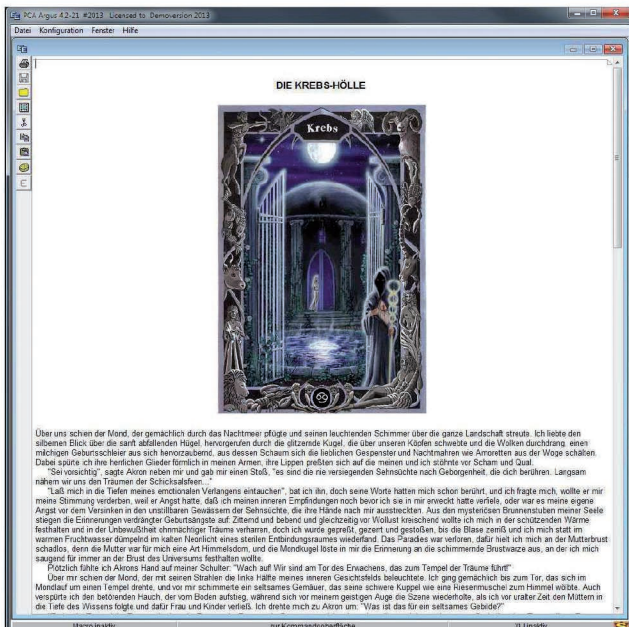 PCA Argus 4.2-21 #2013 Licensed to Demoversion 2013
Datei Konfiguration Fenster Hilfe
DIE KREBS-HÖLLE
Krebs
Über uns schien der Mond, der gemächlich durch das Nachtmeer pflügte und seinen leuchtenden Schimmer über die ganze Landschaft streute. Ich liebte den
silbernen Blick über die sanft abfallenden Hügel, hervorgerufen durch die glitzernde Kugel, die über unseren Köpfen schwebte und die Wolken durchdrang, einen
milchigen Geburtsschleier aus sich hervorzaubernd, aus dessen Schaum sich die lieblichen Gespenster und Nachtmahren wie Amoretten aus der Woge schälten.
Dabei spürte ich ihre herrlichen Glieder förmlich in meinen Armen, ihre Lippen preßten sich auf die meinen und ich stöhnte vor Scham und Qual.
"Sei vorsichtig", sagte Akron neben mir und gab mir einen Stoß, "es sind die nie versiegenden Sehnsüchte nach Geborgenheit, die dich berühren. Langsam
nähern wir uns den Träumen der Schicksalsfeen..."
"Laß mich in die Tiefen meines emotionalen Verlangens eintauchen", bat ich ihn, doch seine Worte hatten mich schon berührt, und ich fragte mich, wollte er mir
meine Stimmung verderben, weil er Angst hatte, daß ich meinen inneren Empfindungen noch bevor ich sie in mir erweckt hatte verfiele, oder war es meine eigene
Angst vor dem Versinken in den unstillbaren Gewässern der Sehnsüchte, die ihre Hände nach mir ausstreckten. Aus den mysteriösen Brunnenstuben meiner Seele
stiegen die Erinnerungen verdrängter Geburtsängste auf: Zitternd und bebend und gleichzeitig vor Wollust kreischend wollte ich mich in der schützenden Wärme
festhalten und in der Unbewußtheit ohnmächtiger Träume verharren, doch ich wurde gepreßt, gezerrt und gestoßen, bis die Blase zerriß und ich mich statt im
warmen Fruchtwasser dümpelnd im kalten Neonlicht eines sterilen Entbindungsraumes wiederfand. Das Paradies war verloren, dafür hielt ich mich an der Mutterbrust
schadlos, denn die Mutter war für mich eine Art Himmelsdom, und die Mondkugel löste in mir die Erinnerung an die schimmernde Brustwarze aus, an der ich mich
saugend für immer an der Brust des Universums festhalten wollte.
Plötzlich fühlte ich Akrons Hand auf meiner Schulter: "Wach auf! Wir sind am Tor des Erwachens, das zum Tempel der Träume führt!"
Über mir schien der Mond, der mit seinen Strahlen die linke Hälfte meines inneren Gesichtsfelds beleuchtete. Ich ging gemächlich bis zum Tor, das sich im
Mondlauf um einen Tempel drehte, und vor mir schimmerte ein seltsames Gemäuer, das seine schwere Kuppel wie eine Riesenmuschel zum Himmel wölbte. Auch
verspürte ich den betörenden Hauch, der vom Boden aufstieg, während sich vor meinem geistigen Auge die Szene wiederholte, als ich vor uralter Zeit den Müttern in
die Tiefe des Wissens folgte und dafür Frau und Kinder verließ. Ich drehte mich zu Akron um: "Was ist das für ein seltsames Gebilde?"
Macro inaktiv zur Kommandooberfläche